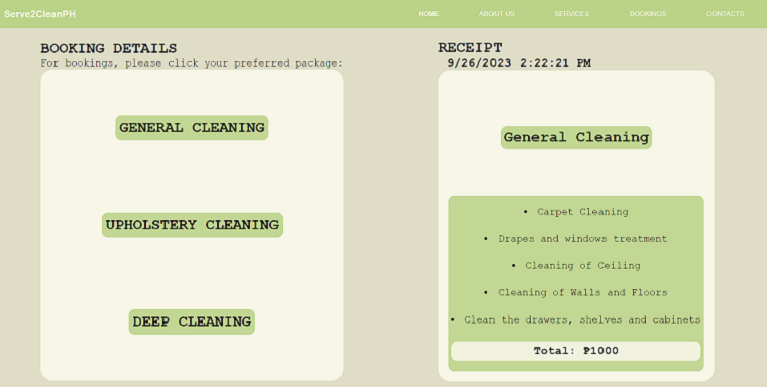 Serve2CleanPH
HOME
ABOUT US
SERVICES
BOOKINGS
CONTACTS
BOOKING DETAILS
For bookings, please click your preferred package:
GENERAL CLEANING
UPHOLSTERY CLEANING
DEEP CLEANING
RECEIPT
9/26/2023 2:22:21 PM
General Cleaning
• Carpet Cleaning
• Drapes and windows treatment
• Cleaning of Ceiling
• Cleaning of Walls and Floors
• Clean the drawers, shelves and cabinets
Total: ₱1000